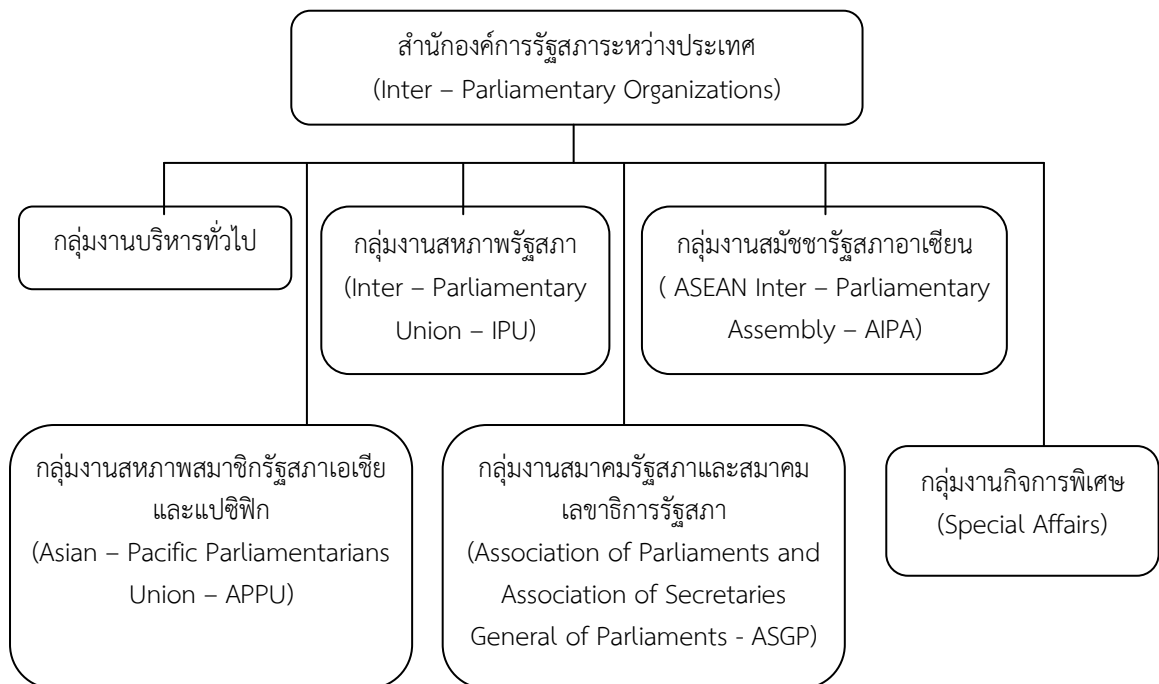 สำนักองค์การรัฐสภาระหว่างประเทศ
(Inter – Parliamentary Organizations)
กลุ่มงานบริหารทั่วไป
กลุ่มงานสหภาพรัฐสภา
(Inter – Parliamentary
Union – IPU)
กลุ่มงานสมัชชารัฐสภาอาเซียน
( ASEAN Inter – Parliamentary
Assembly – AIPA)
กลุ่มงานสหภาพสมาชิกรัฐสภาเอเชีย
และแปซิฟิก
(Asian – Pacific Parliamentarians
Union – APPU)
กลุ่มงานสมาคมรัฐสภาและสมาคม
เลขาธิการรัฐสภา
(Association of Parliaments and
Association of Secretaries
General of Parliaments - ASGP)
กลุ่มงานกิจการพิเศษ
(Special Affairs)